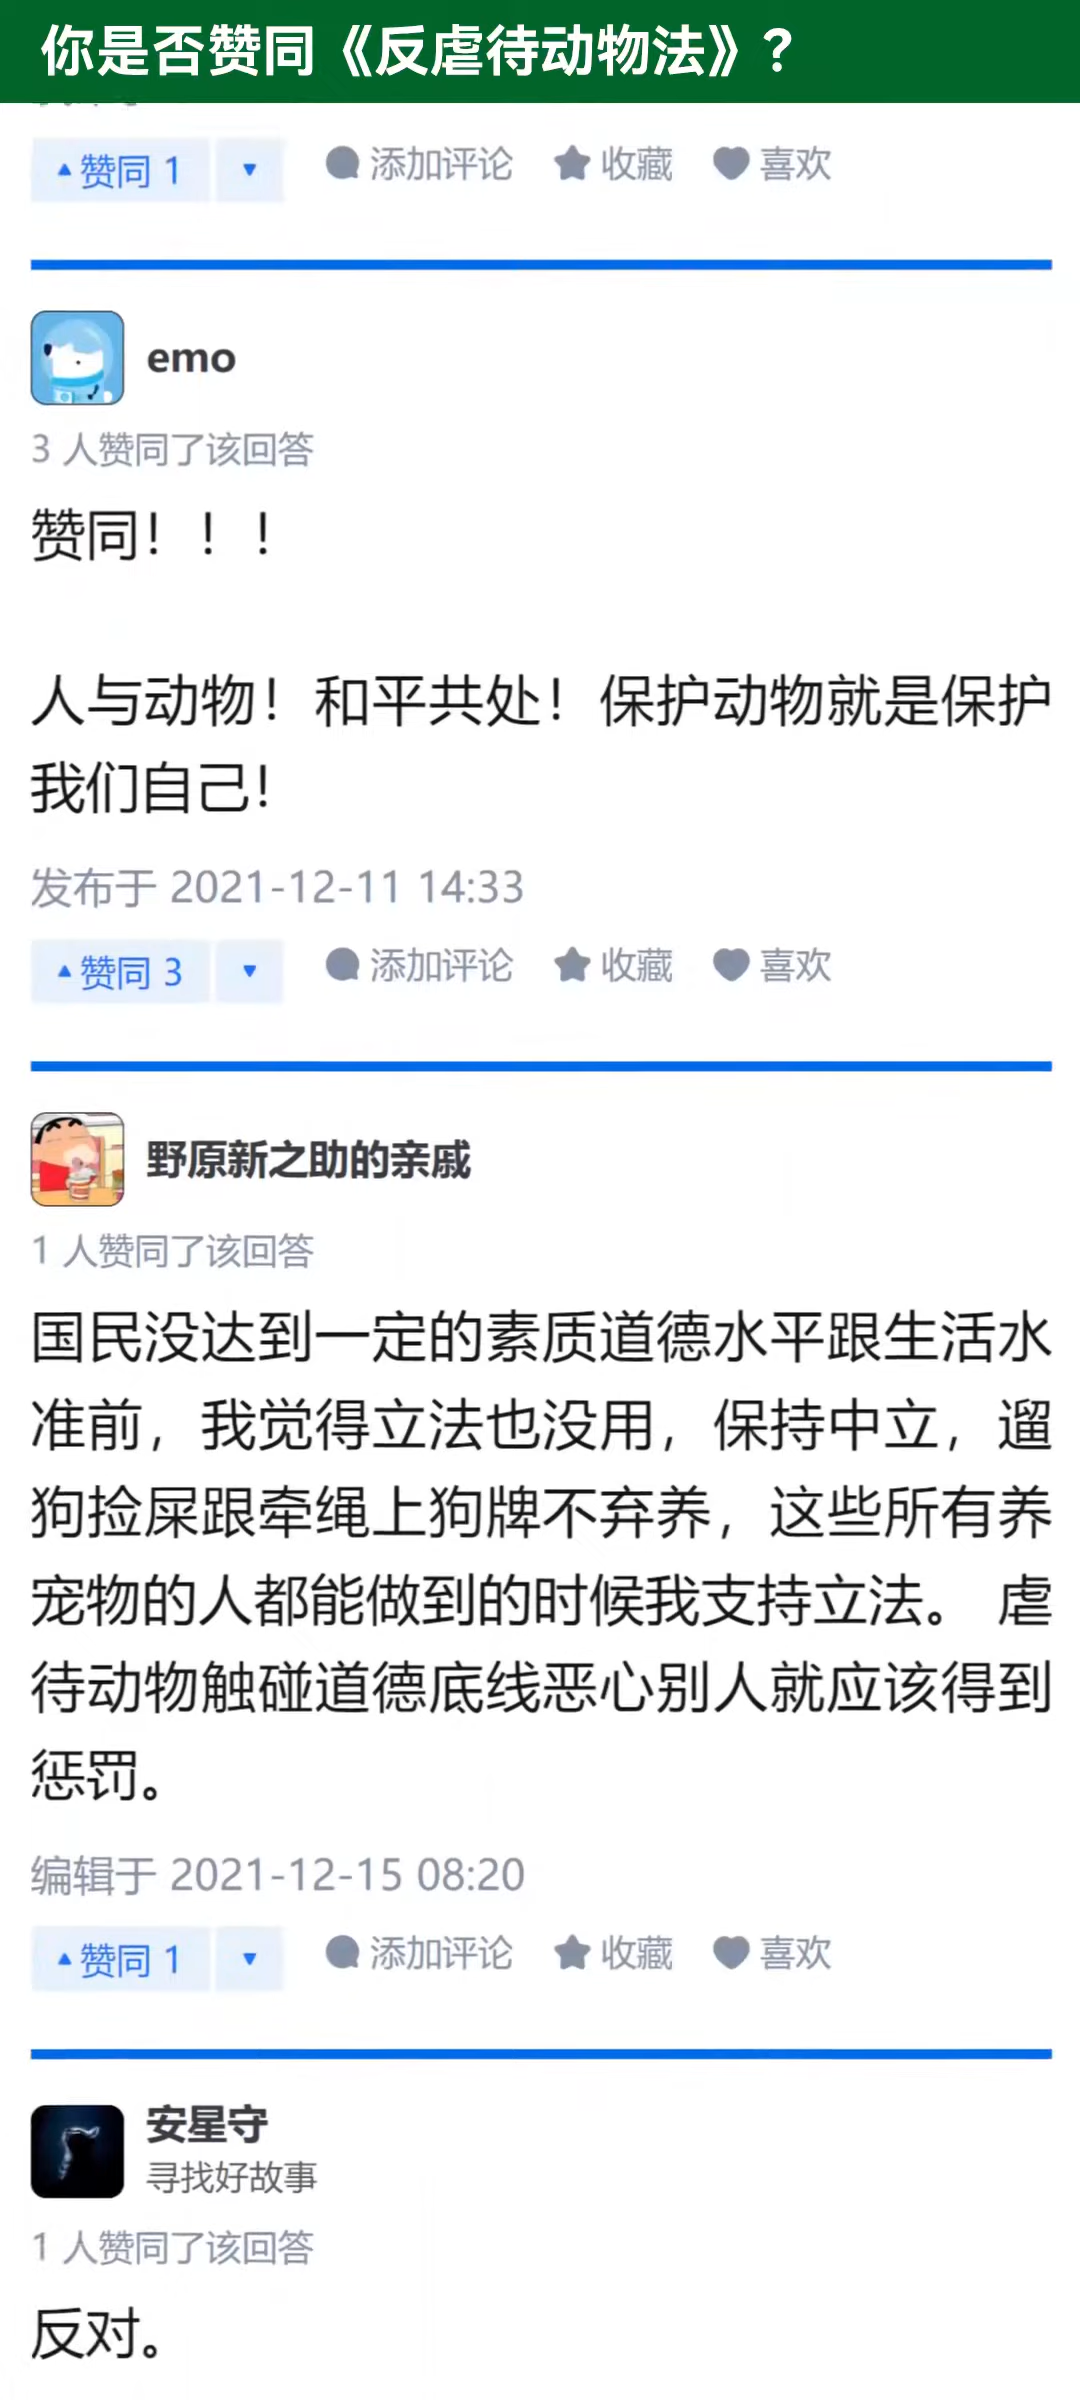 你是否赞同《反虐待动物法》?
赞同 1 添加评论 收藏 喜欢
emo
3 人赞同了该回答
赞同！！！
人与动物！和平共处！保护动物就是保护
我们自己！
发布于 2021-12-11 14:33
赞同 3 添加评论 收藏 喜欢
野原新之助的亲戚
1 人赞同了该回答
国民没达到一定的素质道德水平跟生活水
准前，我觉得立法也没用，保持中立，遛
狗捡屎跟牵绳上狗牌不弃养，这些所有养
宠物的人都能做到的时候我支持立法。 虐
待动物触碰道德底线恶心别人就应该得到
惩罚。
编辑于 2021-12-15 08:20
赞同 1 添加评论 收藏 喜欢
安星守
寻找好故事
1 人赞同了该回答
反对。